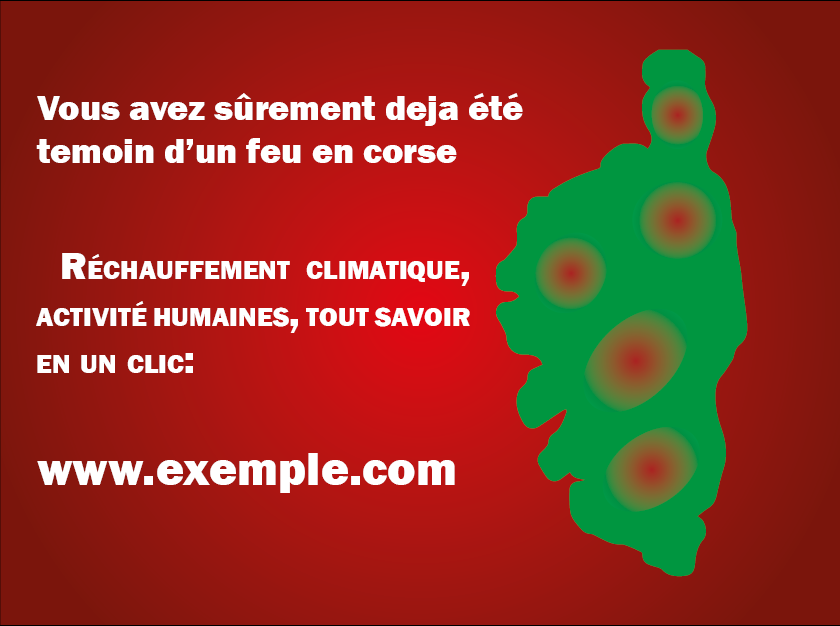 Vous avez sûrement deja été
temoin d'un feu en corse
Réchauffement climatique,
activité humaines, tout savoir
en un clic:
www.exemple.com